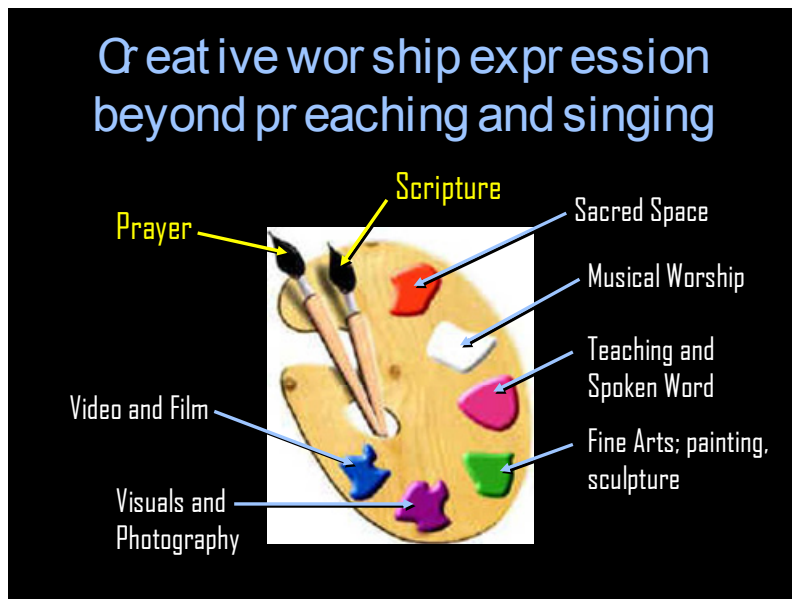 Creative worship expression
beyond preaching and singing
Scripture
Prayer
Sacred Space
Musical Worship
Teaching and
Spoken Word
Video and Film
Fine Arts; painting,
sculpture
Visuals and
Photography